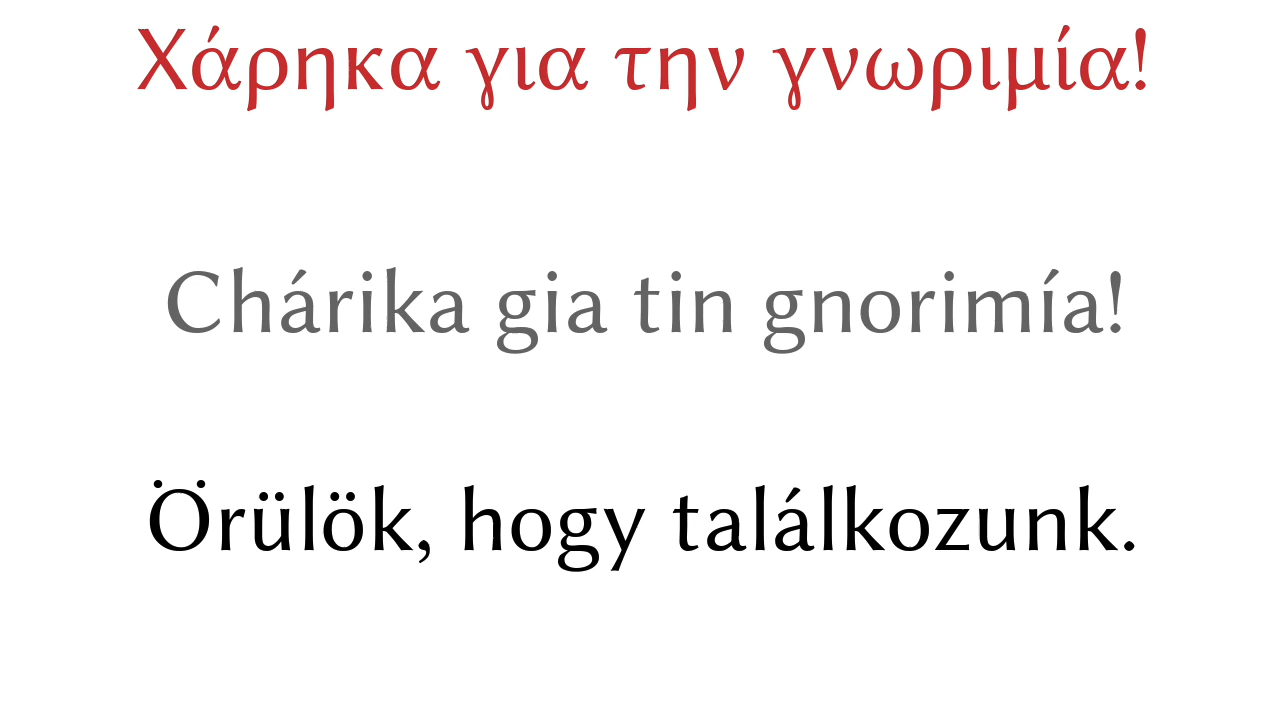 Χάρηκα για την γνωριμία!
Chárika gia tin gnorimía!
Örülök, hogy találkozunk.